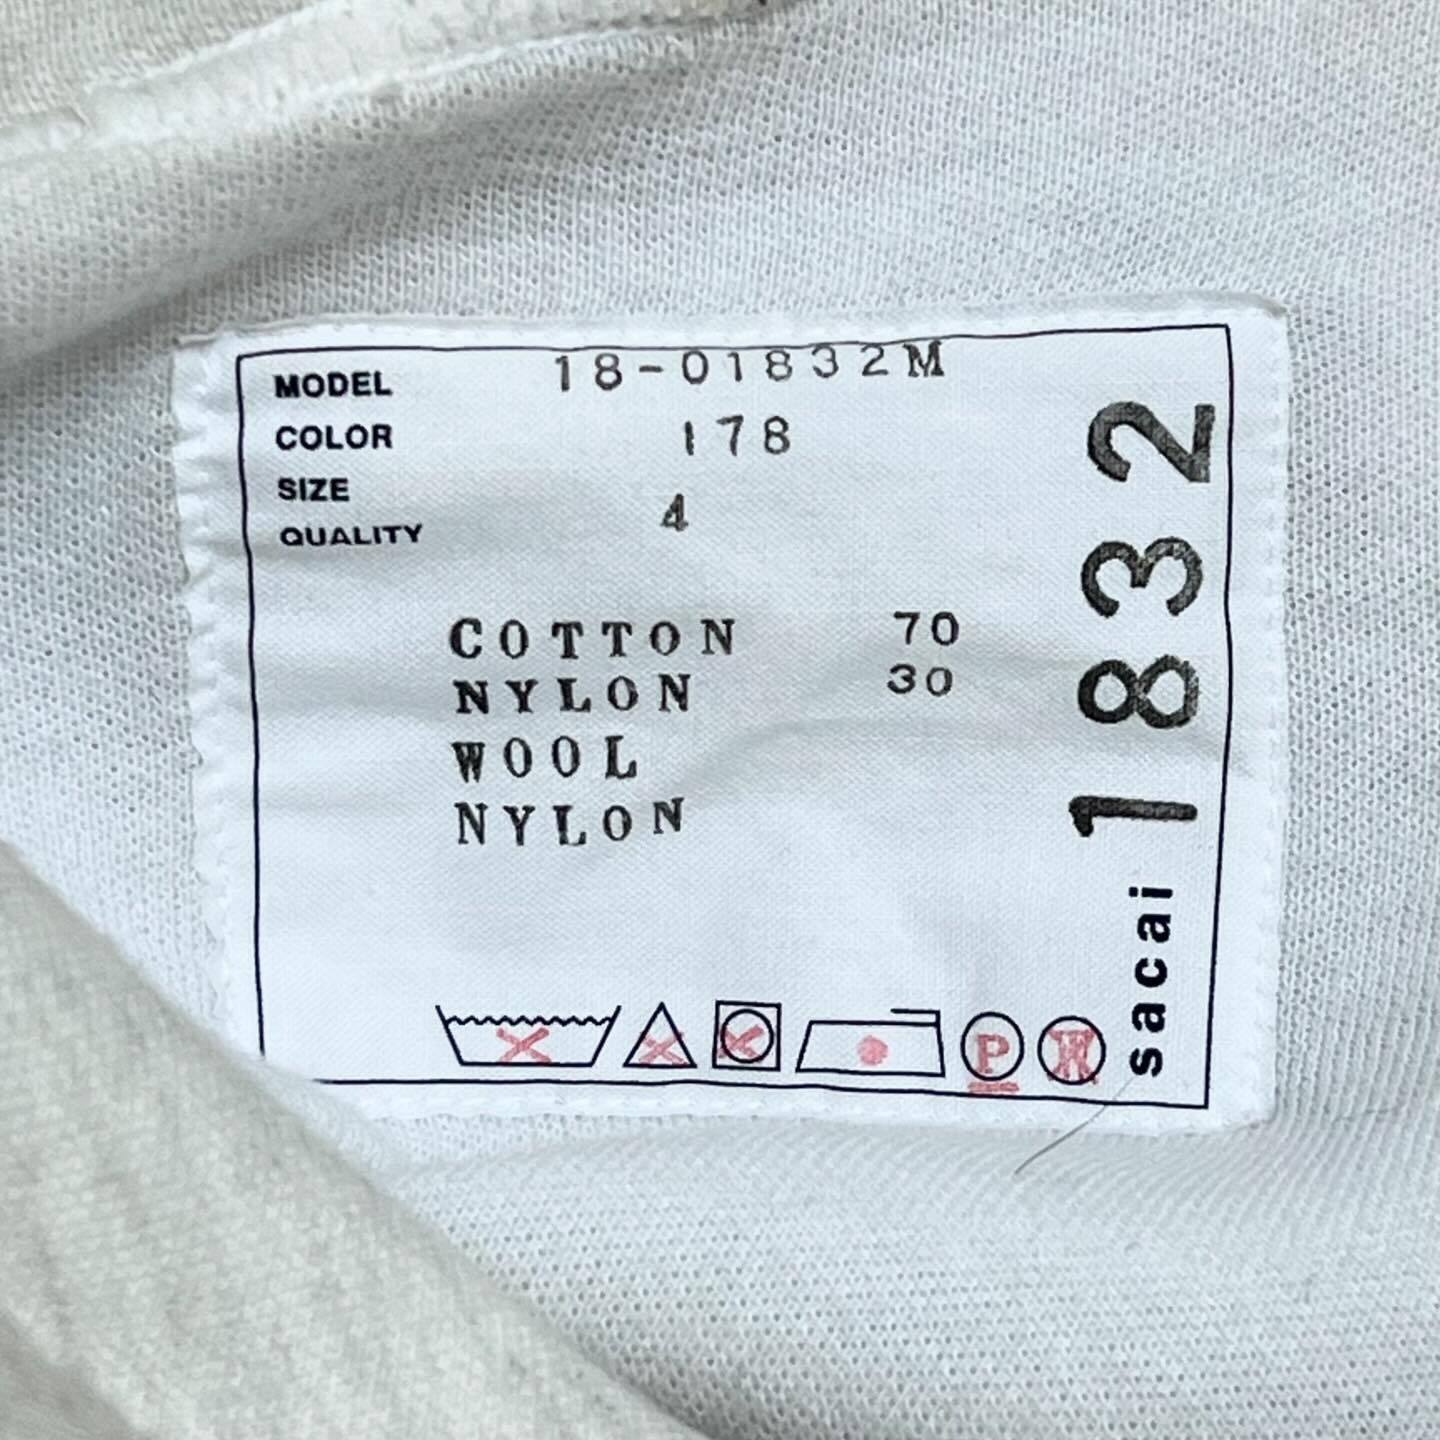 MODEL 18-01832M
COLOR 178
SIZE 4
QUALITY
COTTON 70
NYLON 30
WOOL
NYLON
P
W
sacai 1832